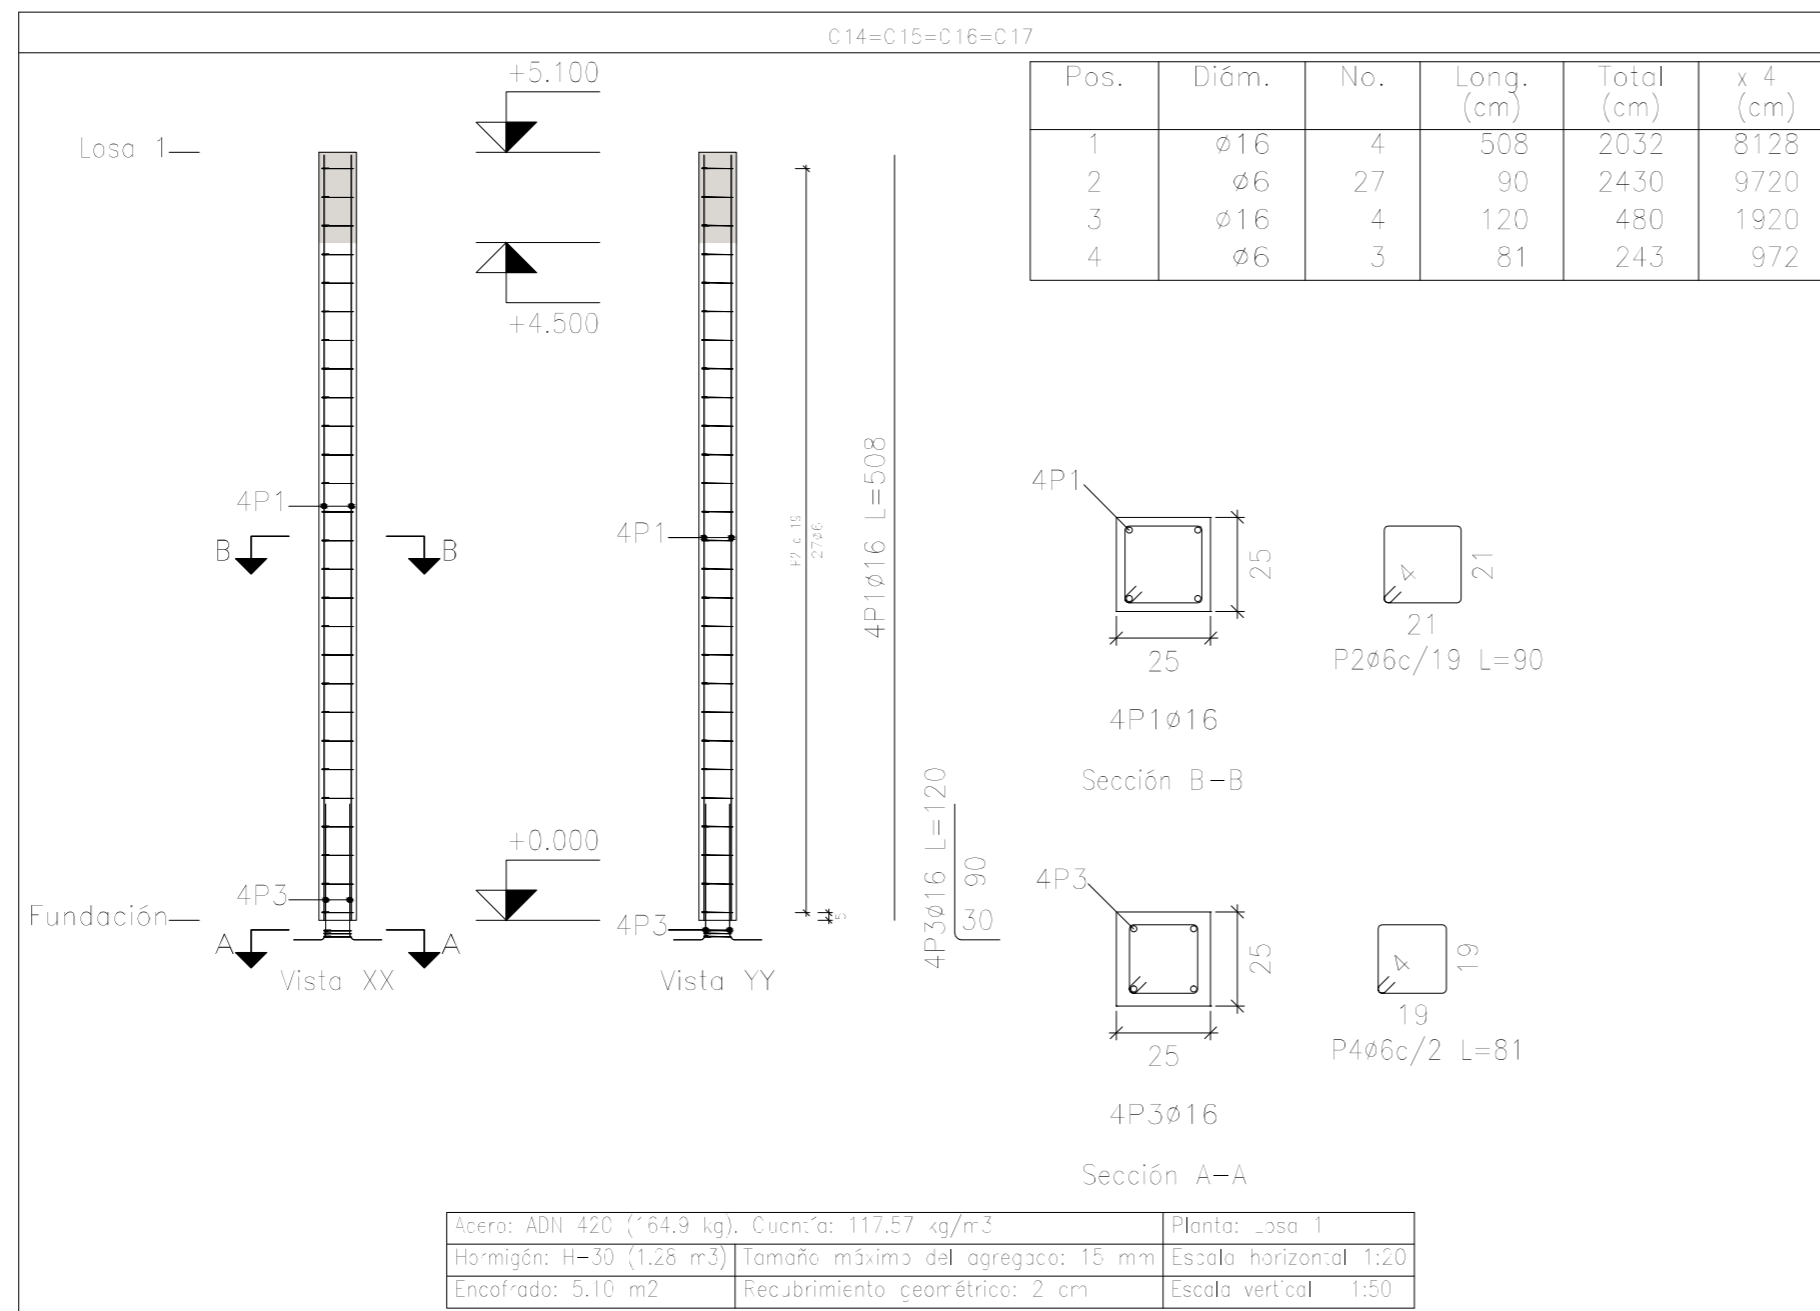 C14=C15=C16=C17
Pos. Diám. No. Long. (cm) Total (cm) x 4 (cm)
1 ø16 4 508 2032 8128
2 ø6 27 90 2430 9720
3 ø16 4 120 480 1920
4 ø6 3 81 243 972
+5.100
Losa 1
+4.500
4P1
B B
4P1
P2 c 19
27ø6
4P1ø16 L=508
+0.000
4P3
Fundación
A A
4P3
5
Vista XX
Vista YY
4P3ø16 L=120
90
30
4P1
25
25
4P1ø16
Sección B-B
4
21
21
P2ø6c/19 L=90
4P3
25
25
4P3ø16
Sección A-A
4
19
19
P4ø6c/2 L=81
Acero: ADN 420 (164.9 kg). Cuantía: 117.57 kg/m3 Planta: Losa 1
Hormigón: H-30 (1.28 m3) Tamaño máximo del agregado: 15 mm Escala horizontal 1:20
Encofrado: 5.10 m2 Recubrimiento geométrico: 2 cm Escala vertical 1:50